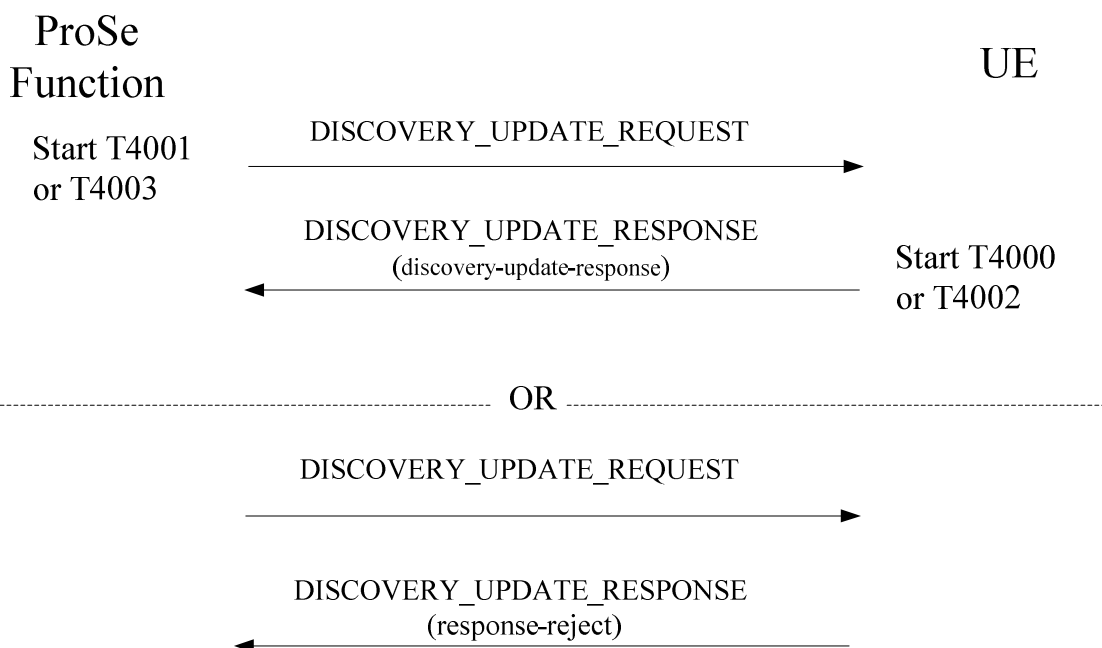 ProSe
Function
UE
DISCOVERY_UPDATE_REQUEST
Start T4001
or T4003
DISCOVERY_UPDATE_RESPONSE
(discovery-update-response)
Start T4000
or T4002
OR
DISCOVERY_UPDATE_REQUEST
DISCOVERY_UPDATE_RESPONSE
(response-reject)